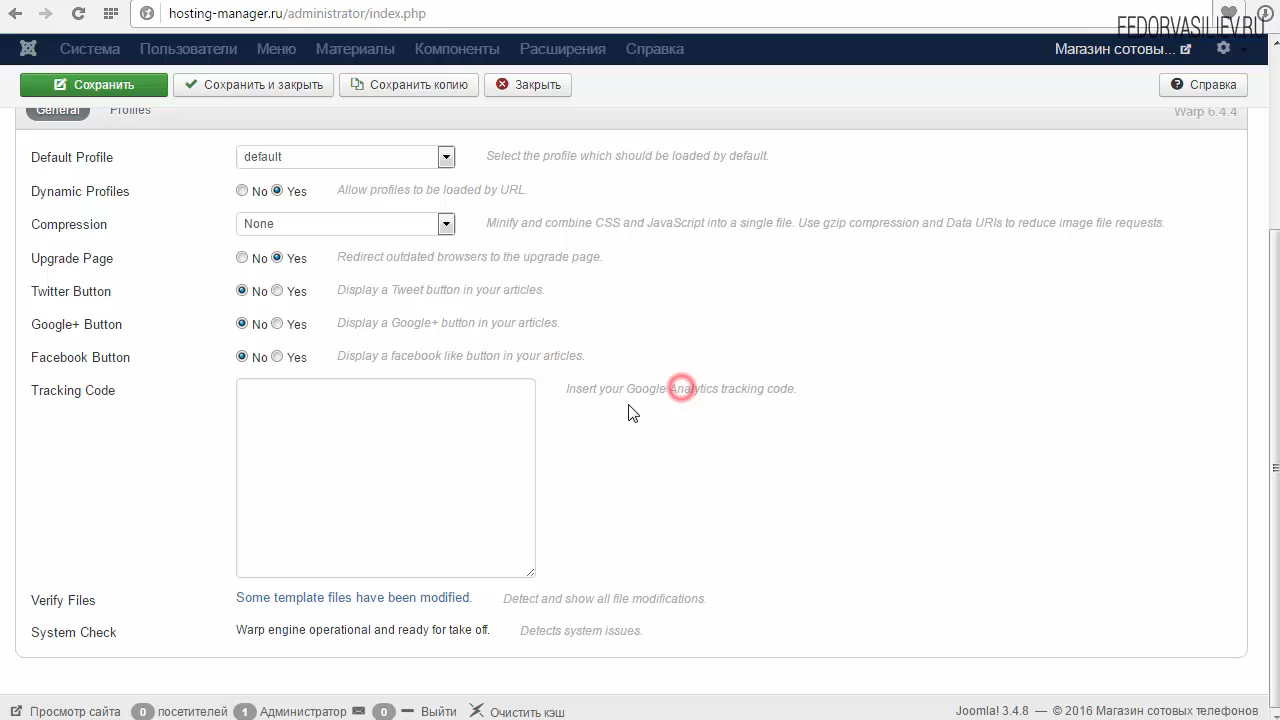 hosting-manager.ru/administrator/index.php
FEDORVASILIEV.RU
Система Пользователи Меню Материалы Компоненты Расширения Справка Магазин сотовы...
Сохранить Сохранить и закрыть Сохранить копию Закрыть Справка
General Profiles Warp 6.4.4
Default Profile default Select the profile which should be loaded by default.
Dynamic Profiles No Yes Allow profiles to be loaded by URL.
Compression None Minify and combine CSS and JavaScript into a single file. Use gzip compression and Data URIs to reduce image file requests.
Upgrade Page No Yes Redirect outdated browsers to the upgrade page.
Twitter Button No Yes Display a Tweet button in your articles.
Google+ Button No Yes Display a Google+ button in your articles.
Facebook Button No Yes Display a facebook like button in your articles.
Tracking Code Insert your Google Analytics tracking code.
Verify Files Some template files have been modified. Detect and show all file modifications.
System Check Warp engine operational and ready for take off. Detects system issues.
Просмотр сайта 0 посетителей 1 Администратор 0 Выйти Очистить кэш Joomla! 3.4.8 — © 2016 Магазин сотовых телефонов